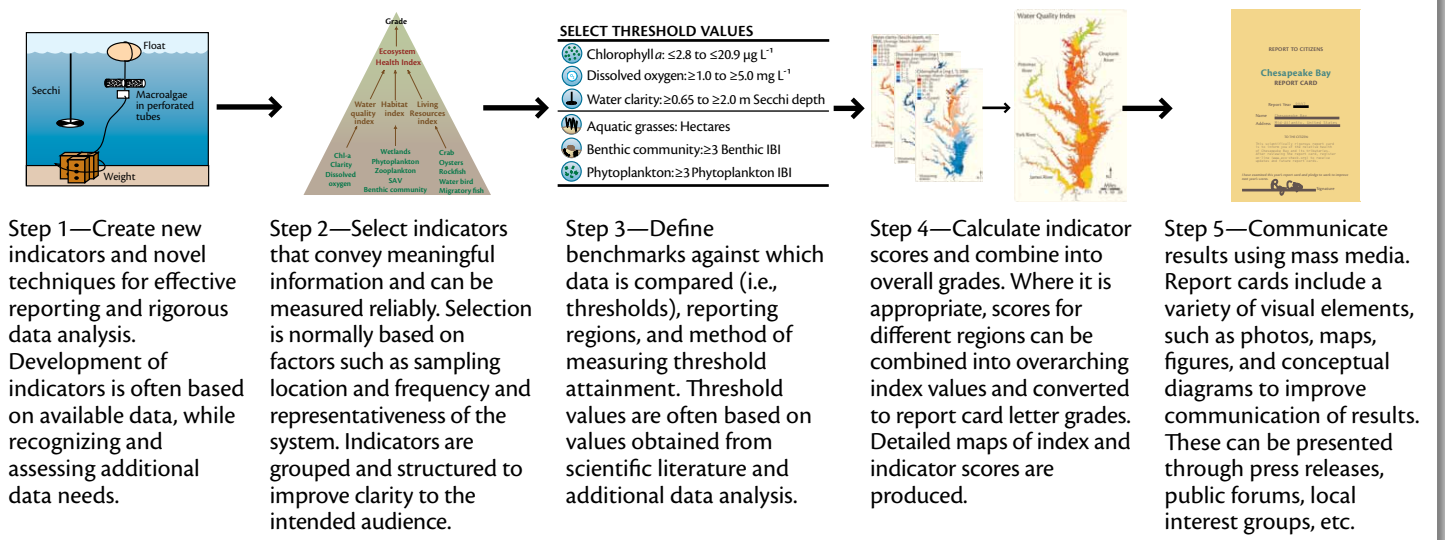 Float
Secchi
Macroalgae
in perforated
tubes
Weight
Grade
Ecosystem
Health Index
Water
quality
index
Habitat
index
Living
Resources
index
Chl-a
Clarity
Dissolved
oxygen
Wetlands
Phytoplankton
Zooplankton
SAV
Benthic community
Crab
Oysters
Rockfish
Water bird
Migratory fish
SELECT THRESHOLD VALUES
Chlorophyll a: ≤2.8 to ≤20.9 µg L⁻¹
Dissolved oxygen: ≥1.0 to ≥5.0 mg L⁻¹
Water clarity: ≥0.65 to ≥2.0 m Secchi depth
Aquatic grasses: Hectares
Benthic community: ≥3 Benthic IBI
Phytoplankton: ≥3 Phytoplankton IBI
Water Quality Index
Choptank
River
Potomac
River
York River
James River
Miles
REPORT TO CITIZENS
Chesapeake Bay
REPORT CARD
Report Year
Name
Address
Signature
Step 1—Create new
indicators and novel
techniques for effective
reporting and rigorous
data analysis.
Development of
indicators is often based
on available data, while
recognizing and
assessing additional
data needs.
Step 2—Select indicators
that convey meaningful
information and can be
measured reliably. Selection
is normally based on
factors such as sampling
location and frequency and
representativeness of the
system. Indicators are
grouped and structured to
improve clarity to the
intended audience.
Step 3—Define
benchmarks against which
data is compared (i.e.,
thresholds), reporting
regions, and method of
measuring threshold
attainment. Threshold
values are often based on
values obtained from
scientific literature and
additional data analysis.
Step 4—Calculate indicator
scores and combine into
overall grades. Where it is
appropriate, scores for
different regions can be
combined into overarching
index values and converted
to report card letter grades.
Detailed maps of index and
indicator scores are
produced.
Step 5—Communicate
results using mass media.
Report cards include a
variety of visual elements,
such as photos, maps,
figures, and conceptual
diagrams to improve
communication of results.
These can be presented
through press releases,
public forums, local
interest groups, etc.